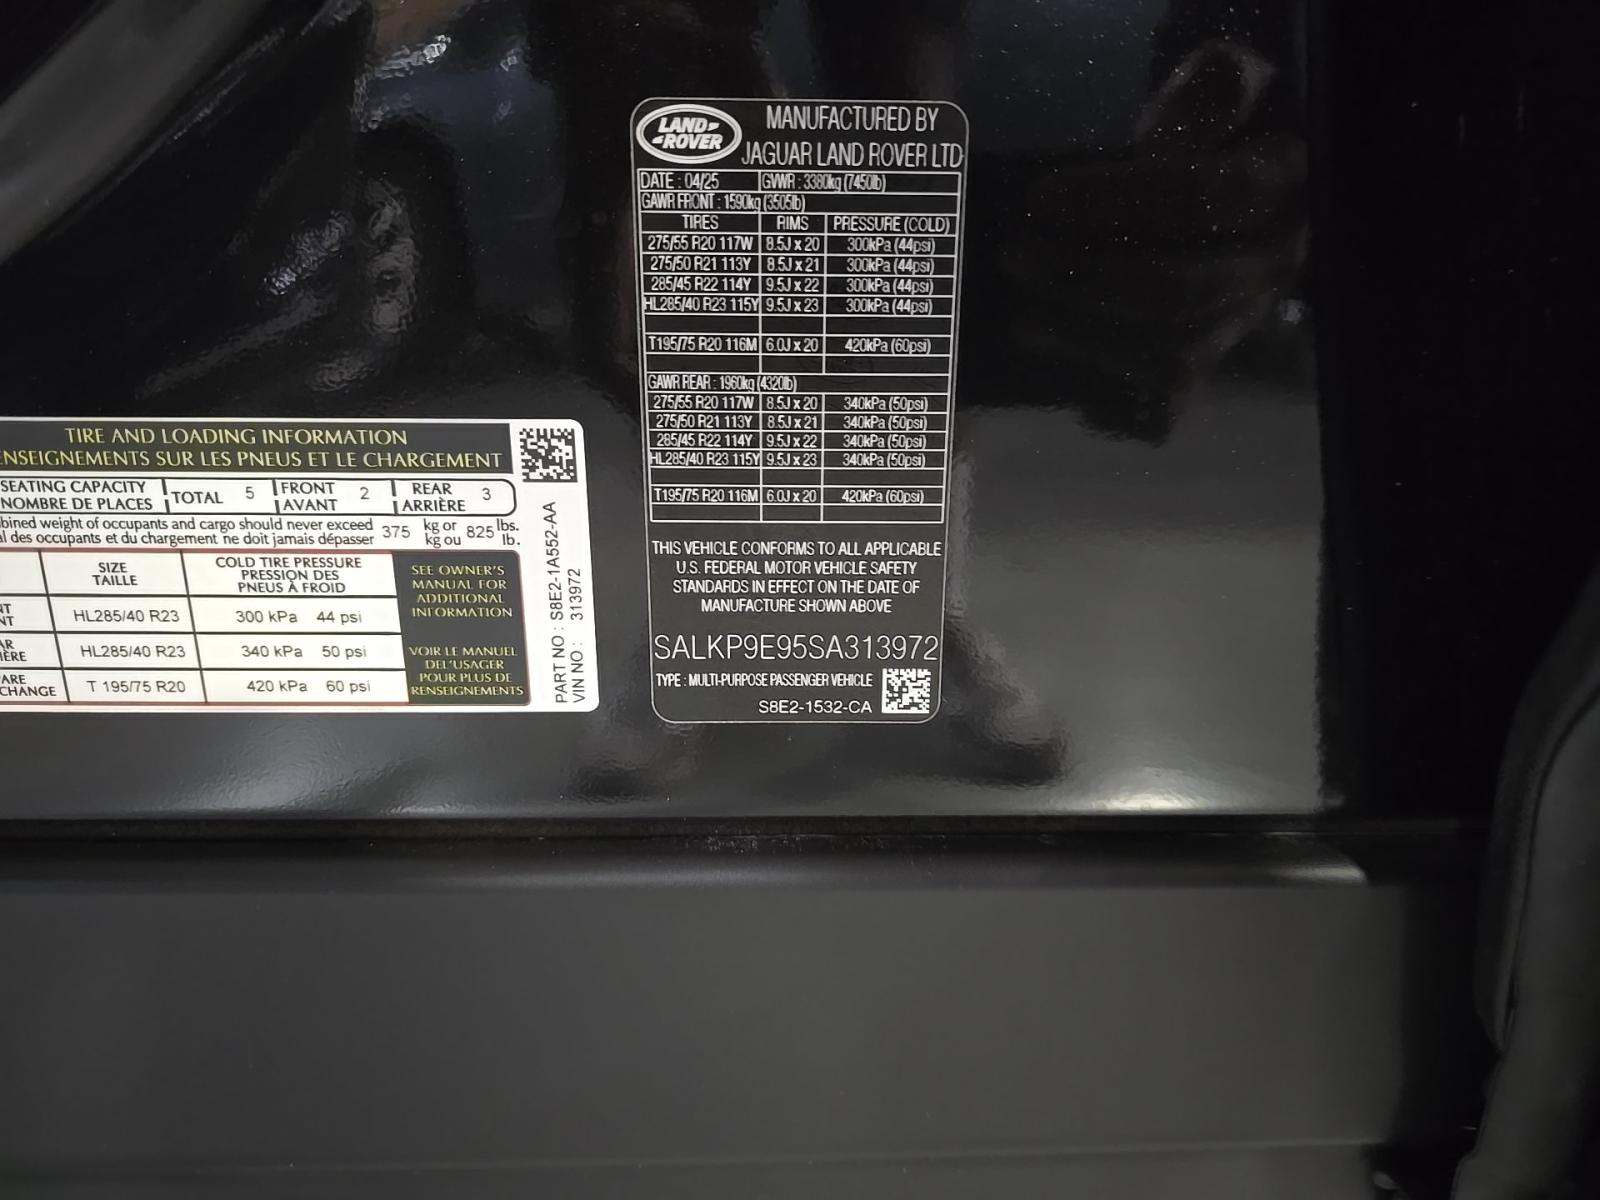 TIRE AND LOADING INFORMATION
ENSEIGNEMENTS SUR LES PNEUS ET LE CHARGEMENT
SEATING CAPACITY
NOMBRE DE PLACES
TOTAL 5
FRONT
AVANT
2
REAR
ARRIÈRE
3
bined weight of occupants and cargo should never exceed 375 kg or 825 lbs.
al des occupants et du chargement ne doit jamais dépasser kg ou lb.
SIZE
TAILLE
COLD TIRE PRESSURE
PRESSION DES
PNEUS À FROID
NT
HL285/40 R23 300 kPa 44 psi
AR
IÈRE
HL285/40 R23 340 kPa 50 psi
ARE
CHANGE
T 195/75 R20 420 kPa 60 psi
SEE OWNER'S
MANUAL FOR
ADDITIONAL
INFORMATION
VOIR LE MANUEL
DEL'USAGER
POUR PLUS DE
RENSEIGNEMENTS
PART NO : S8E2-1A552-AA
VIN NO : 313972
LAND-
-ROVER
MANUFACTURED BY
JAGUAR LAND ROVER LTD
DATE : 04/25 GVWR : 3380kg (7450lb)
GAWR FRONT : 1590kg (3505lb)
TIRES RIMS PRESSURE (COLD)
275/55 R20 117W 8.5J x 20 300kPa (44psi)
275/50 R21 113Y 8.5J x 21 300kPa (44psi)
285/45 R22 114Y 9.5J x 22 300kPa (44psi)
HL285/40 R23 115Y 9.5J x 23 300kPa (44psi)
T195/75 R20 116M 6.0J x 20 420kPa (60psi)
GAWR REAR : 1960kg (4320lb)
275/55 R20 117W 8.5J x 20 340kPa (50psi)
275/50 R21 113Y 8.5J x 21 340kPa (50psi)
285/45 R22 114Y 9.5J x 22 340kPa (50psi)
HL285/40 R23 115Y 9.5J x 23 340kPa (50psi)
T195/75 R20 116M 6.0J x 20 420kPa (60psi)
THIS VEHICLE CONFORMS TO ALL APPLICABLE
U.S. FEDERAL MOTOR VEHICLE SAFETY
STANDARDS IN EFFECT ON THE DATE OF
MANUFACTURE SHOWN ABOVE
SALKP9E95SA313972
TYPE : MULTI-PURPOSE PASSENGER VEHICLE
S8E2-1532-CA